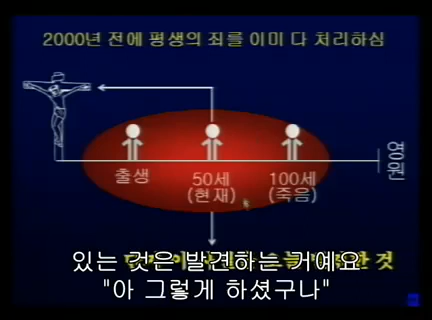 2000년 전에 평생의 죄를 이미 다 처리하심
출생
50세
(현재)
100세
(죽음)
영원
것
있는 것은 발견하는 거예요
"아 그렇게 하셨구나"